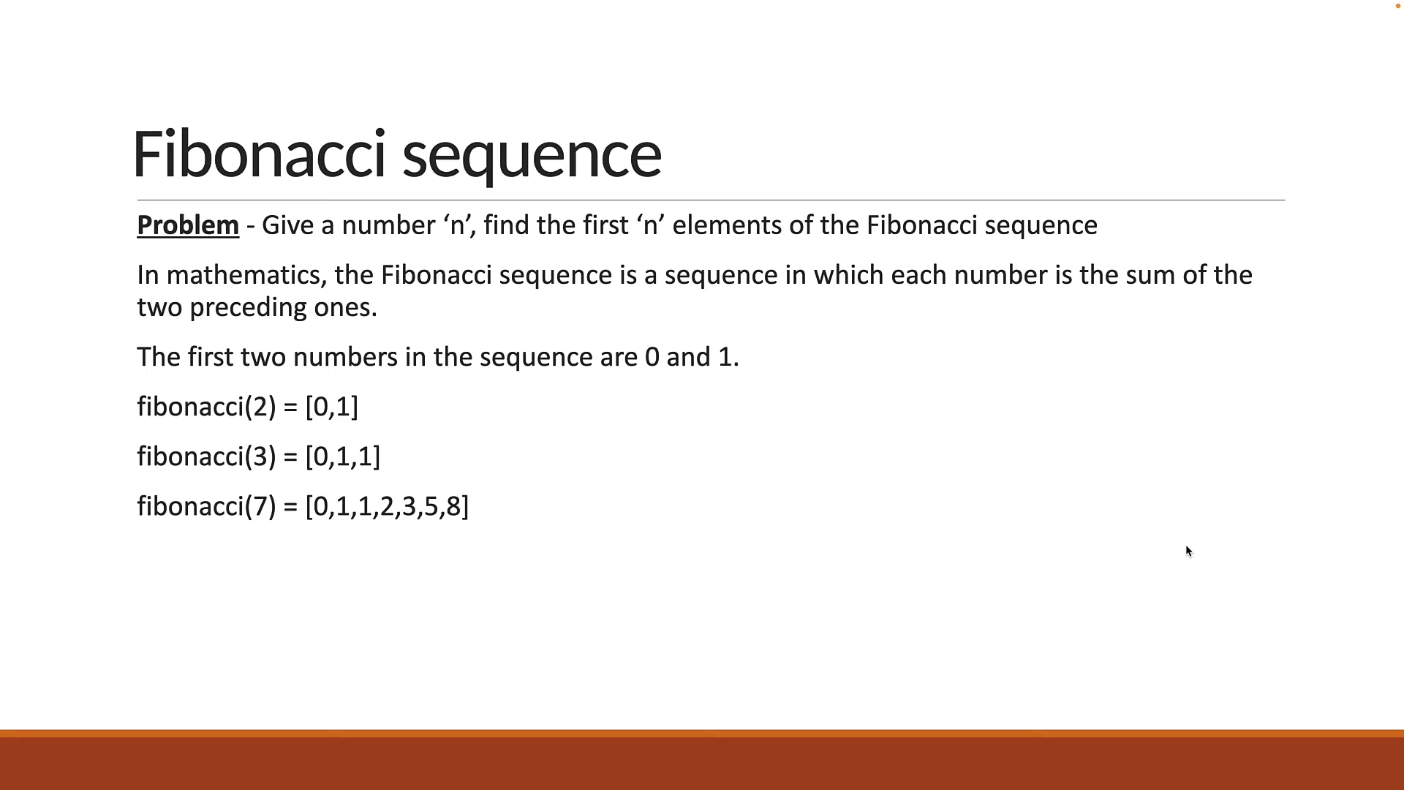 Fibonacci sequence
Problem - Give a number ‘n’, find the first ‘n’ elements of the Fibonacci sequence
In mathematics, the Fibonacci sequence is a sequence in which each number is the sum of the
two preceding ones.
The first two numbers in the sequence are 0 and 1.
fibonacci(2) = [0,1]
fibonacci(3) = [0,1,1]
fibonacci(7) = [0,1,1,2,3,5,8]